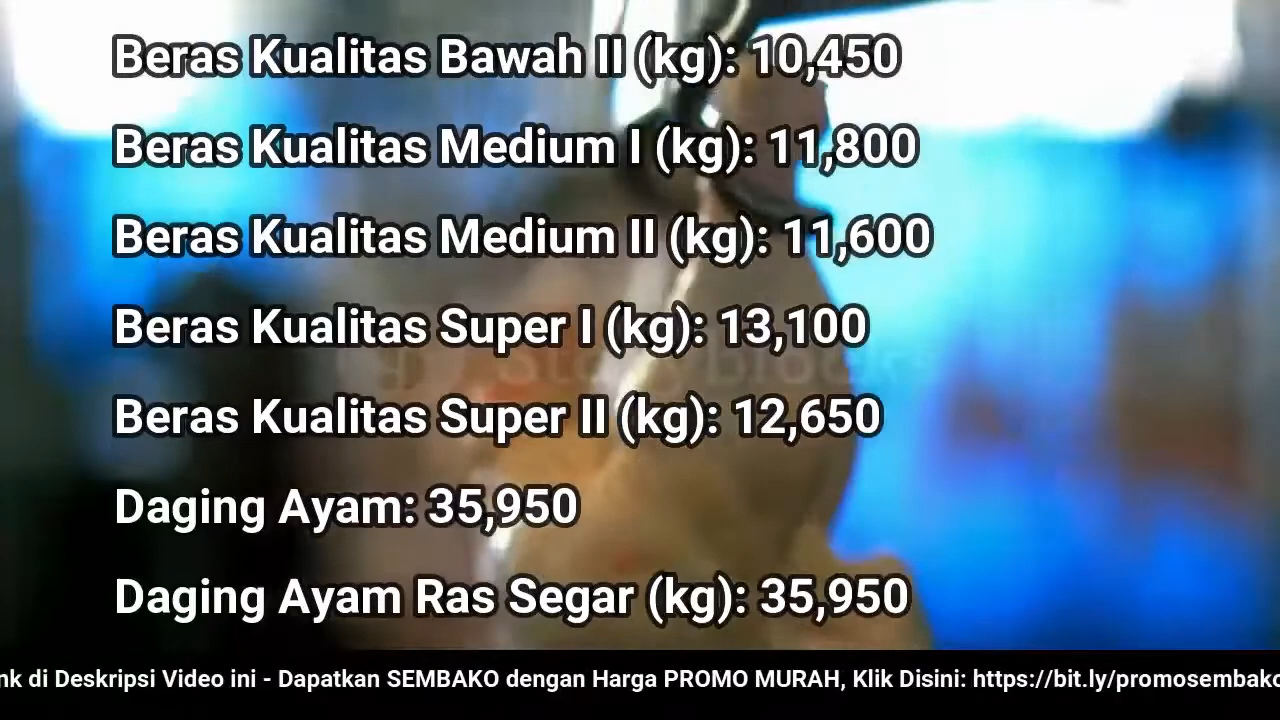 Beras Kualitas Bawah II (kg): 10,450
Beras Kualitas Medium I (kg): 11,800
Beras Kualitas Medium II (kg): 11,600
Beras Kualitas Super I (kg): 13,100
Beras Kualitas Super II (kg): 12,650
Daging Ayam: 35,950
Daging Ayam Ras Segar (kg): 35,950
di Deskripsi Video ini - Dapatkan SEMBAKO dengan Harga PROMO MURAH, Klik Disini: https://bit.ly/promosembako